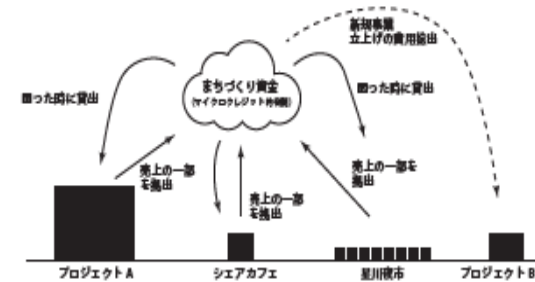 新規事業
立上げの費用拠出
まちづくり資金
(マイクロクレジット的役割)
困った時に貸出
困った時に貸出
売上の一部
を拠出
売上の一部
を拠出
売上の一部を
拠出
プロジェクトA
シェアカフェ
星川夜市
プロジェクトB